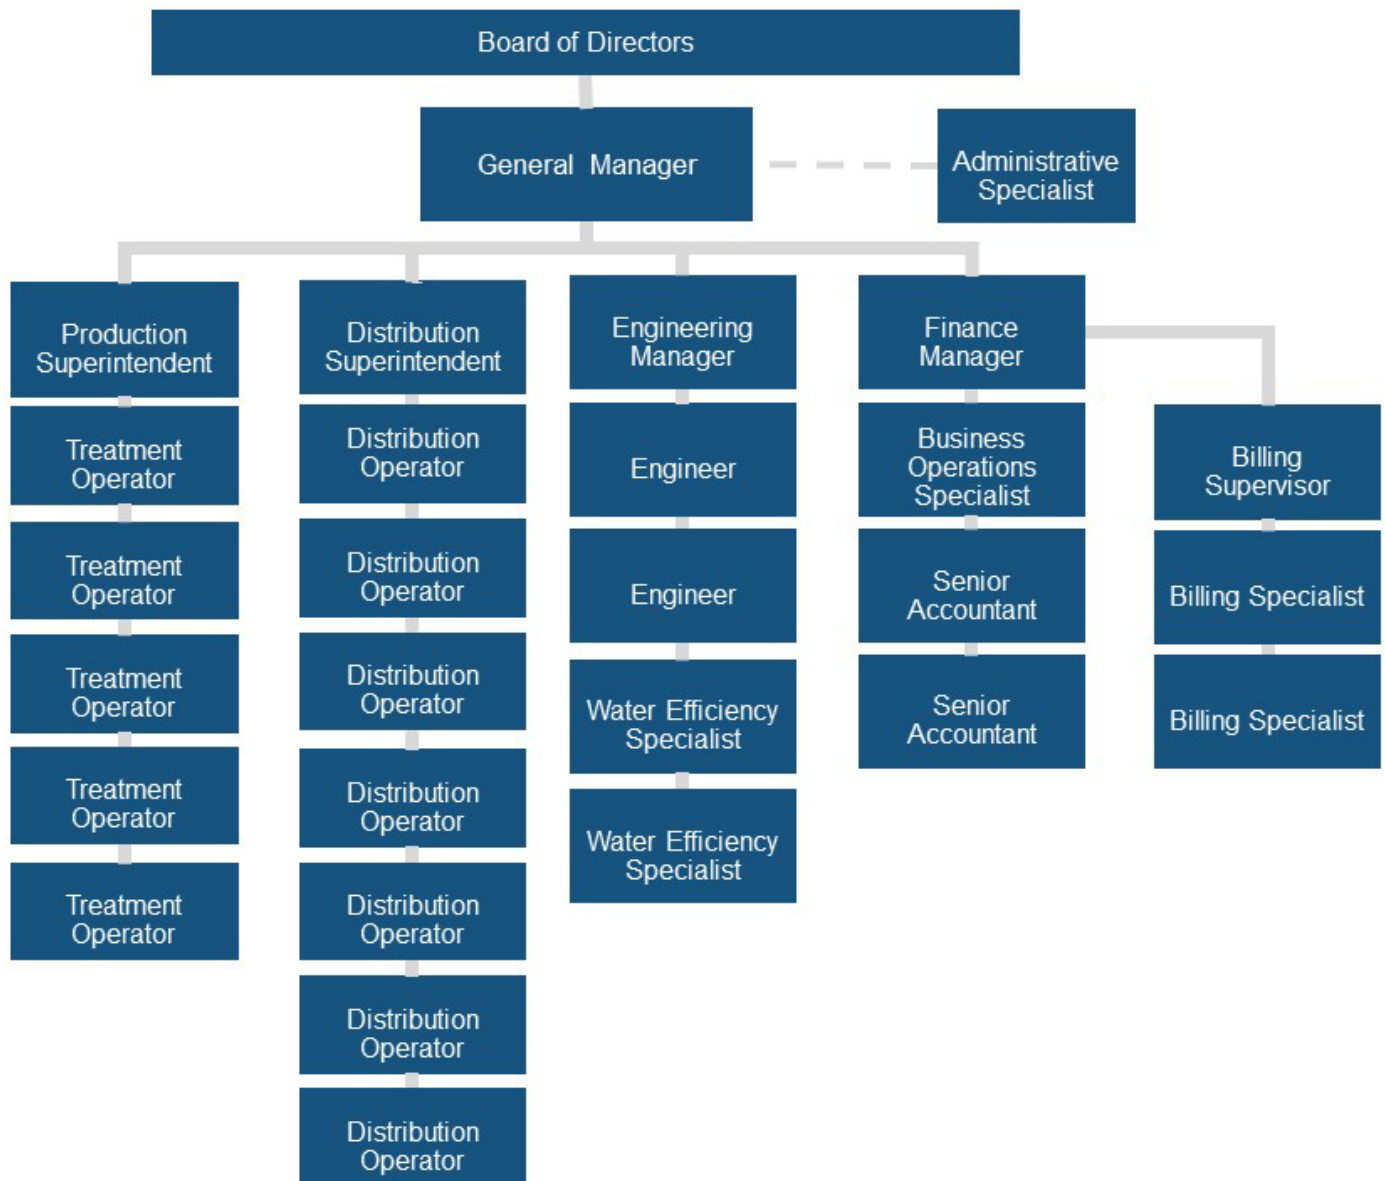 Board of Directors
General Manager
Administrative
Specialist
Production
Superintendent
Treatment
Operator
Treatment
Operator
Treatment
Operator
Treatment
Operator
Treatment
Operator
Distribution
Superintendent
Distribution
Operator
Distribution
Operator
Distribution
Operator
Distribution
Operator
Distribution
Operator
Distribution
Operator
Distribution
Operator
Engineering
Manager
Engineer
Engineer
Water Efficiency
Specialist
Water Efficiency
Specialist
Finance
Manager
Business
Operations
Specialist
Senior
Accountant
Senior
Accountant
Billing
Supervisor
Billing Specialist
Billing Specialist